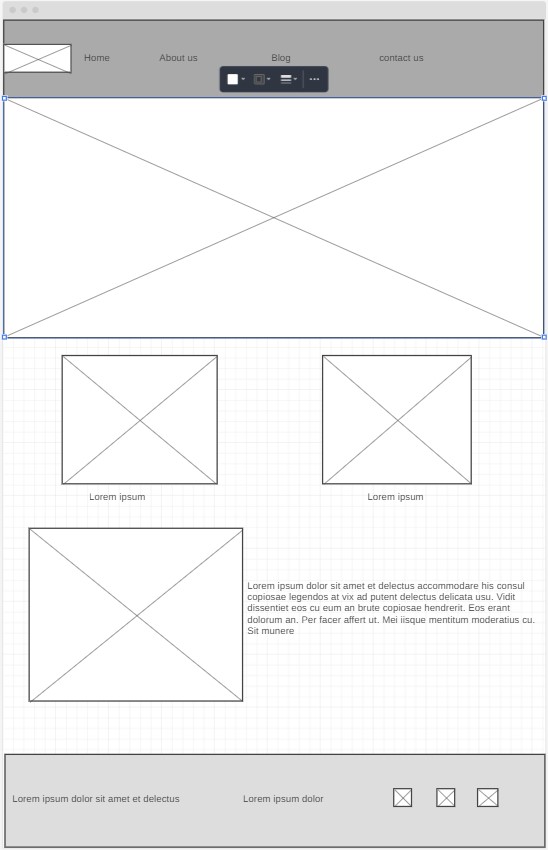 Home
About us
Blog
contact us
Lorem ipsum
Lorem ipsum
Lorem ipsum dolor sit amet et delectus accommodare his consul
copiosae legendos at vix ad putent delectus delicata usu. Vidit
dissentiet eos cu eum an brute copiosae hendrerit. Eos erant
dolorum an. Per facer affert ut. Mei iisque mentitum moderatius cu.
Sit munere
Lorem ipsum dolor sit amet et delectus
Lorem ipsum dolor